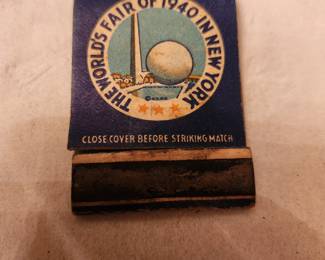 THE WORLD'S FAIR OF 1940 IN NEW YORK
CLOSE COVER BEFORE STRIKING MATCH